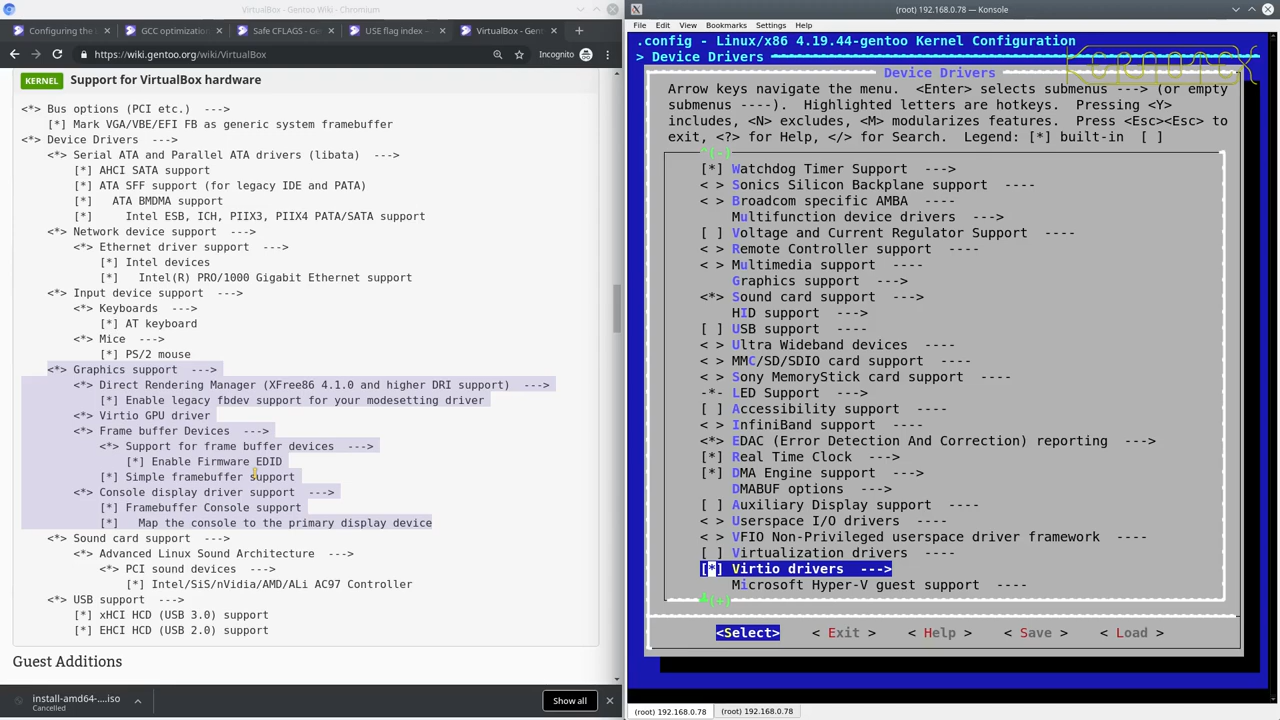 VirtualBox - Gentoo Wiki - Chromium
Configuring the
GCC optimization
Safe CFLAGS - Ge
USE flag index -
VirtualBox - Gent
https://wiki.gentoo.org/wiki/VirtualBox
Incognito
KERNEL Support for VirtualBox hardware
<*> Bus options (PCI etc.) --->
[*] Mark VGA/VBE/EFI FB as generic system framebuffer
<*> Device Drivers --->
<*> Serial ATA and Parallel ATA drivers (libata) --->
[*] AHCI SATA support
[*] ATA SFF support (for legacy IDE and PATA)
[*] ATA BMDMA support
[*] Intel ESB, ICH, PIIX3, PIIX4 PATA/SATA support
<*> Network device support --->
<*> Ethernet driver support --->
[*] Intel devices
[*] Intel(R) PRO/1000 Gigabit Ethernet support
<*> Input device support --->
<*> Keyboards --->
[*] AT keyboard
<*> Mice --->
[*] PS/2 mouse
<*> Graphics support --->
<*> Direct Rendering Manager (XFree86 4.1.0 and higher DRI support) --->
[*] Enable legacy fbdev support for your modesetting driver
<*> Virtio GPU driver
<*> Frame buffer Devices --->
<*> Support for frame buffer devices --->
[*] Enable Firmware EDID
[*] Simple framebuffer support
<*> Console display driver support --->
[*] Framebuffer Console support
[*] Map the console to the primary display device
<*> Sound card support --->
<*> Advanced Linux Sound Architecture --->
<*> PCI sound devices --->
[*] Intel/SiS/nVidia/AMD/ALi AC97 Controller
<*> USB support --->
[*] xHCI HCD (USB 3.0) support
[*] EHCI HCD (USB 2.0) support
Guest Additions
install-amd64-....iso
Cancelled
Show all
(root) 192.168.0.78 — Konsole
File Edit View Bookmarks Settings Help
.config - Linux/x86 4.19.44-gentoo Kernel Configuration
> Device Drivers
Device Drivers
Arrow keys navigate the menu. <Enter> selects submenus ---> (or empty
submenus ----). Highlighted letters are hotkeys. Pressing <Y>
includes, <N> excludes, <M> modularizes features. Press <Esc><Esc> to
exit, <?> for Help, </> for Search. Legend: [*] built-in [ ]
^(-)
[*] Watchdog Timer Support --->
< > Sonics Silicon Backplane support ----
< > Broadcom specific AMBA ----
Multifunction device drivers --->
[ ] Voltage and Current Regulator Support ----
< > Remote Controller support ----
< > Multimedia support ----
Graphics support --->
<*> Sound card support --->
HID support --->
[ ] USB support ----
< > Ultra Wideband devices ----
< > MMC/SD/SDIO card support ----
< > Sony MemoryStick card support ----
-*- LED Support --->
[ ] Accessibility support ----
< > InfiniBand support ----
<*> EDAC (Error Detection And Correction) reporting --->
[*] Real Time Clock --->
[*] DMA Engine support --->
DMABUF options --->
[ ] Auxiliary Display support ----
< > Userspace I/O drivers ----
< > VFIO Non-Privileged userspace driver framework ----
[ ] Virtualization drivers ----
[*] Virtio drivers --->
Microsoft Hyper-V guest support ----
<Select> < Exit > < Help > < Save > < Load >
(root) 192.168.0.78 (root) 192.168.0.78